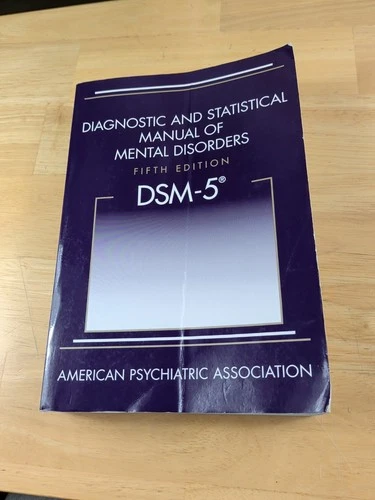 DIAGNOSTIC AND STATISTICAL
MANUAL OF
MENTAL DISORDERS
FIFTH EDITION
DSM-5®
AMERICAN PSYCHIATRIC ASSOCIATION